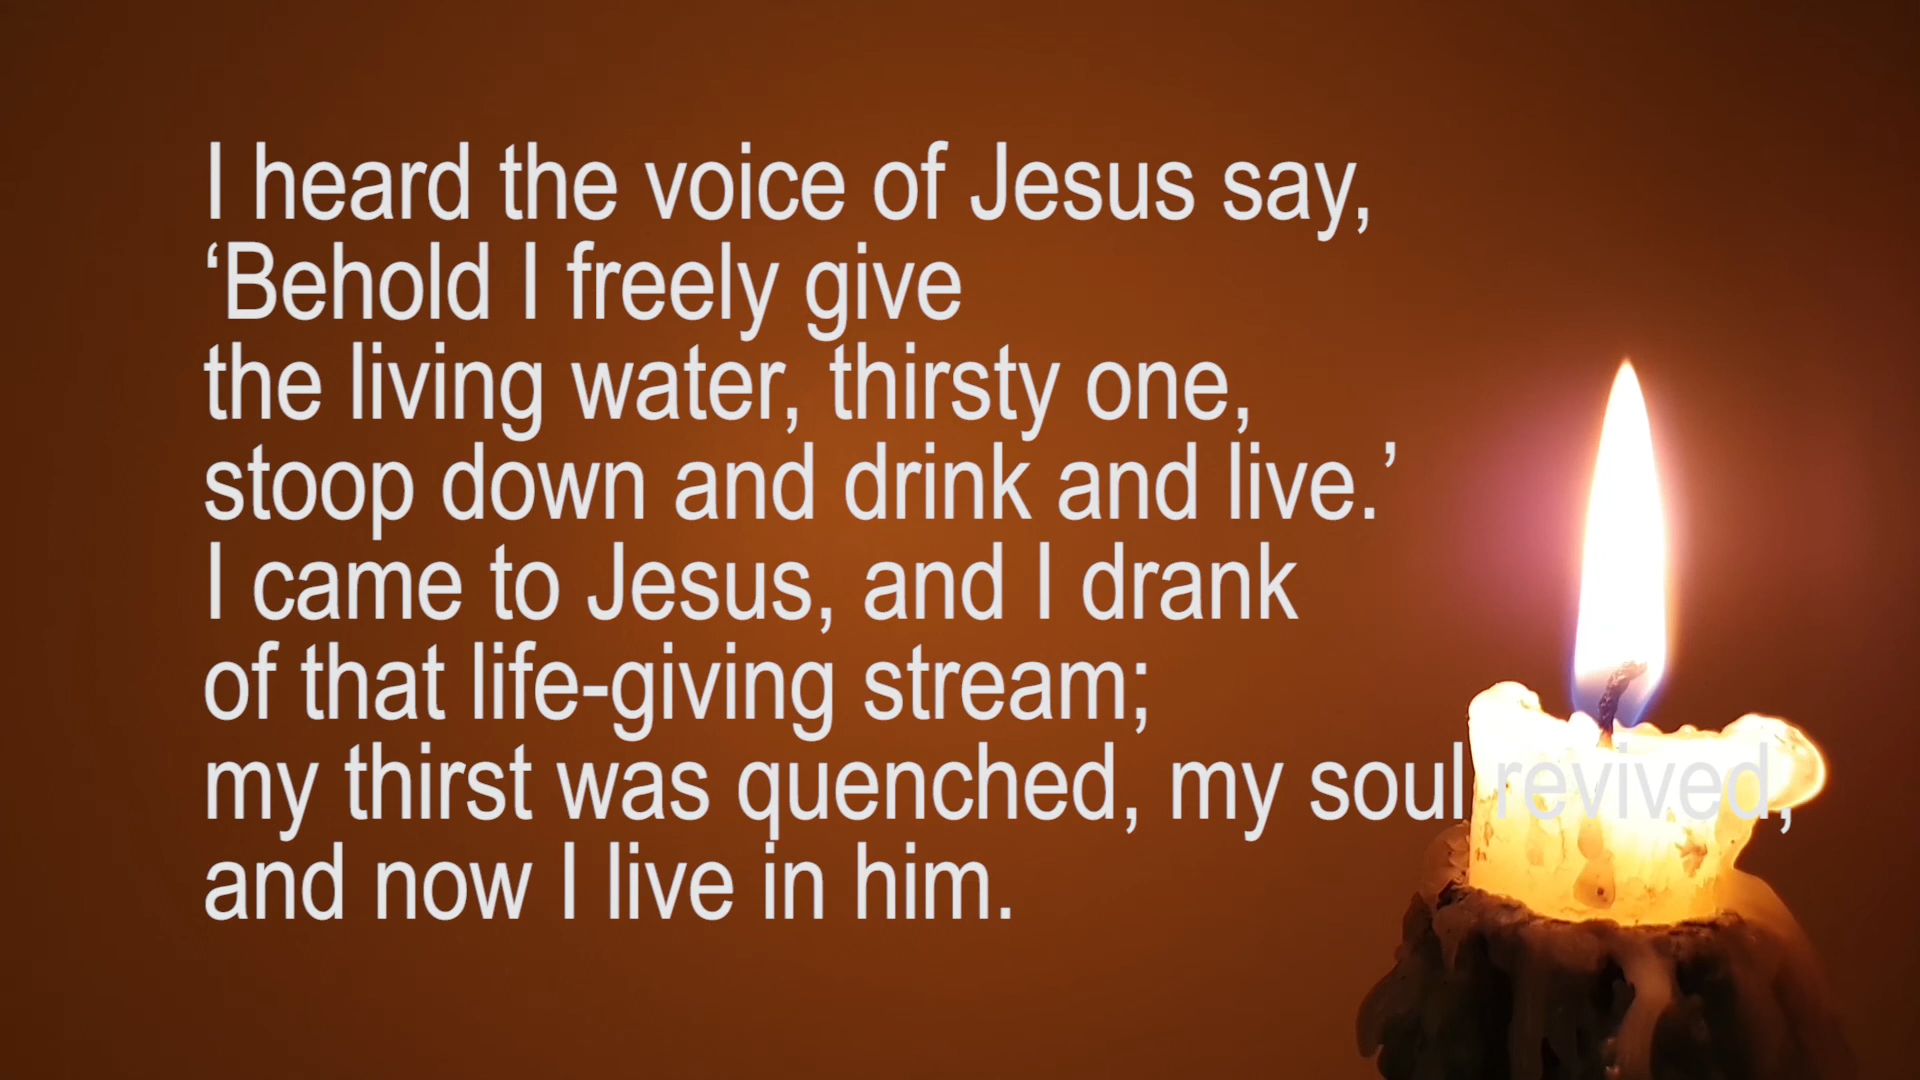 I heard the voice of Jesus say,
‘Behold I freely give
the living water, thirsty one,
stoop down and drink and live.’
I came to Jesus, and I drank
of that life-giving stream;
my thirst was quenched, my soul revived,
and now I live in him.